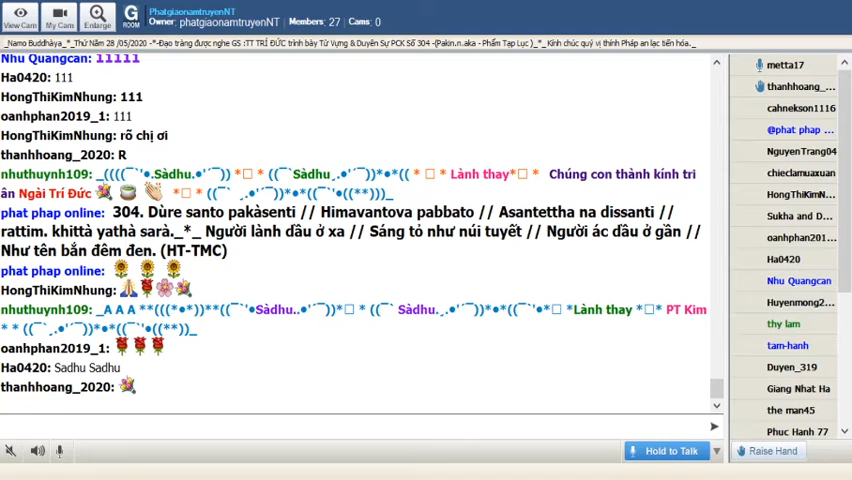 View Cam
My Cam
Enlarge
G
ROOM
PhatgiaonamtruyenNT
Owner: phatgiaonamtruyenNT Members: 27 Cams: 0
_Namo Buddhàya_*_Thứ Năm 28 /05/2020 -*-Đạo tràng được nghe GS :TT TRÍ ĐỨC trình bày Từ Vựng & Duyên Sự PCK Số 304 -(Pakin.n.aka - Phẩm Tạp Lục )_*_ Kính chúc quý vị thính Pháp an lạc tiến hóa._
Nhu Quangcan: 11111
Ha0420: 111
HongThiKimNhung: 111
oanhphan2019_1: 111
HongThiKimNhung: rõ chị ơi
thanhhoang_2020: R
nhuthuynh109: _((((¯`'•.Sàdhu.•'´¯)) *□ * ((¯`Sàdhu¸.•'´¯))*•*(( * □ * Lành thay*□ * Chúng con thành kính tri
ân Ngài Trí Đức *□ * ((¯` ¸.•'´¯))*•*((¯`'•((**)))_
phat phap online: 304. Dùre santo pakàsenti // Himavantova pabbato // Asantettha na dissanti //
rattim. khittà yathà sarà._*_ Người lành dầu ở xa // Sáng tỏ như núi tuyết // Người ác dầu ở gần //
Như tên bắn đêm đen. (HT-TMC)
phat phap online:
HongThiKimNhung:
nhuthuynh109: _A A A **(((•*))**((¯`'•Sàdhu..•'´¯))*□ * ((¯` Sàdhu.¸.•'´¯))*•*((¯`'•*□ *Lành thay *□* PT Kim
* * ((¯`¸.•'´¯))*•*((¯`'•((**))_
oanhphan2019_1:
Ha0420: Sadhu Sadhu
thanhhoang_2020:
Hold to Talk
metta17
thanhhoang_...
cahnekson1116
@phat phap ...
NguyenTrang04
chieclamuaxuan
HongThiKimN...
Sukha and D...
oanhphan201...
Ha0420
Nhu Quangcan
Huyenmong2...
thy lam
tam-hanh
Duyen_319
Giang Nhat Ha
the man45
Phuc Hanh 77
Raise Hand